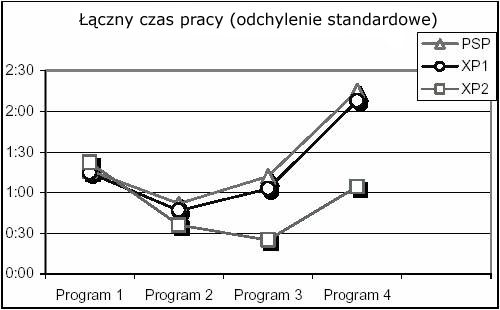 Łączny czas pracy (odchylenie standardowe)
PSP
XP1
XP2
2:30
2:00
1:30
1:00
0:30
0:00
Program 1
Program 2
Program 3
Program 4